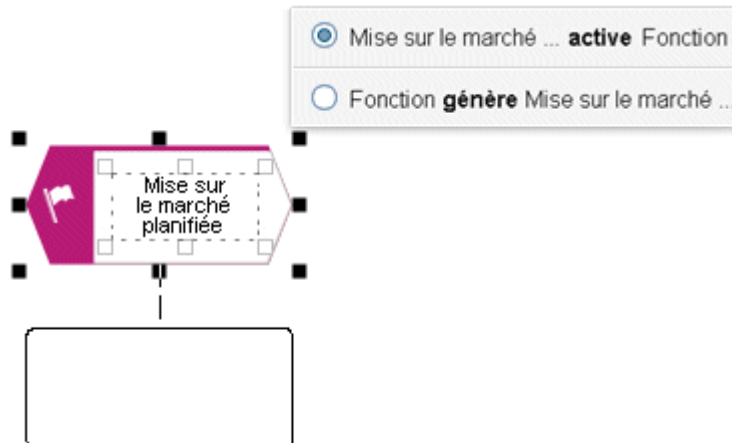 Mise sur le marché ... active Fonction
Fonction génère Mise sur le marché ...
Mise sur
le marché
planifiée